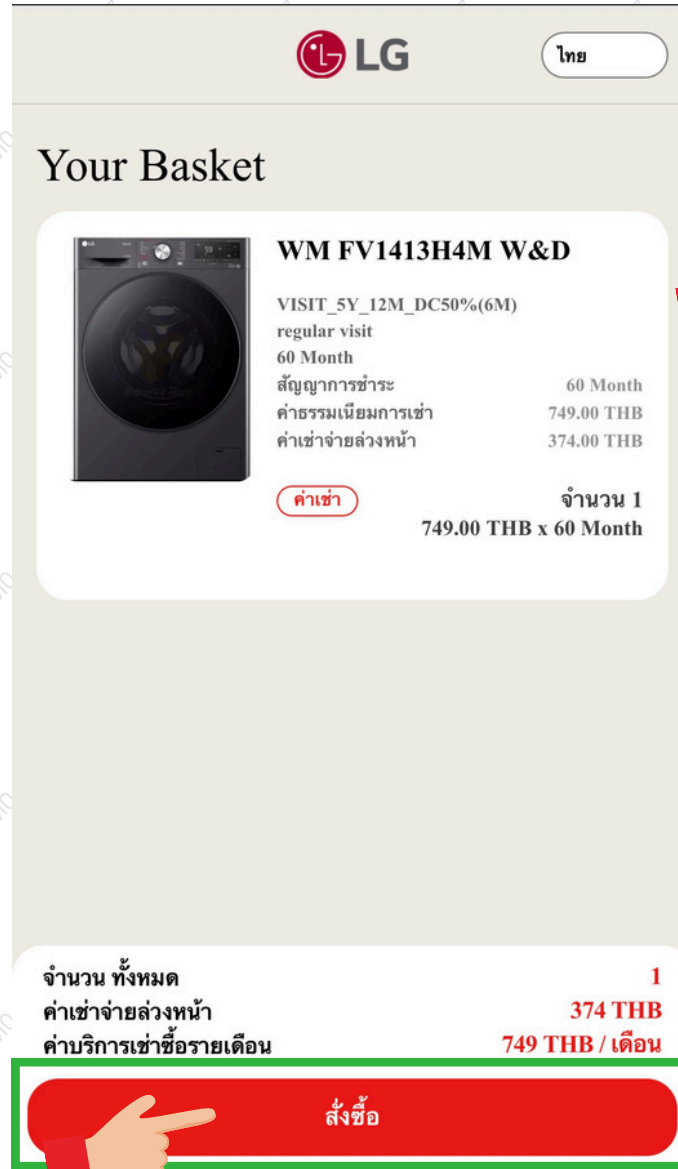 LG
ไทย
Your Basket
WM FV1413H4M W&D
VISIT_5Y_12M_DC50%(6M)
regular visit
60 Month
สัญญาการชำระ 60 Month
ค่าธรรมเนียมการเช่า 749.00 THB
ค่าเช่าจ่ายล่วงหน้า 374.00 THB
ค่าเช่า จำนวน 1
749.00 THB x 60 Month
จำนวน ทั้งหมด 1
ค่าเช่าจ่ายล่วงหน้า 374 THB
ค่าบริการเช่าซื้อรายเดือน 749 THB / เดือน
สั่งซื้อ